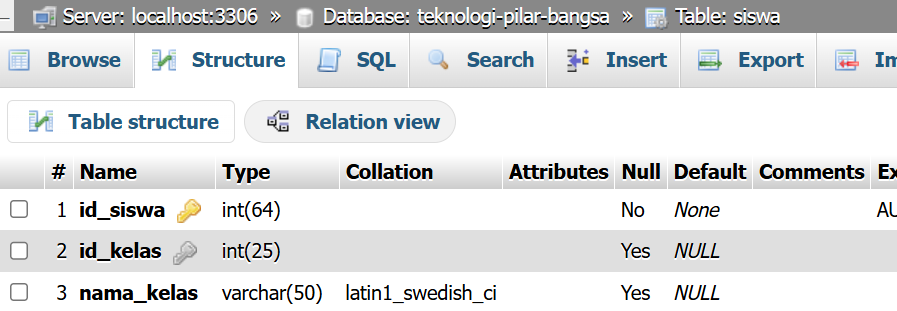 Server: localhost:3306 » Database: teknologi-pilar-bangsa » Table: siswa
Browse Structure SQL Search Insert Export Im
Table structure Relation view
# Name Type Collation Attributes Null Default Comments Ex
1 id_siswa int(64) No None AU
2 id_kelas int(25) Yes NULL
3 nama_kelas varchar(50) latin1_swedish_ci Yes NULL